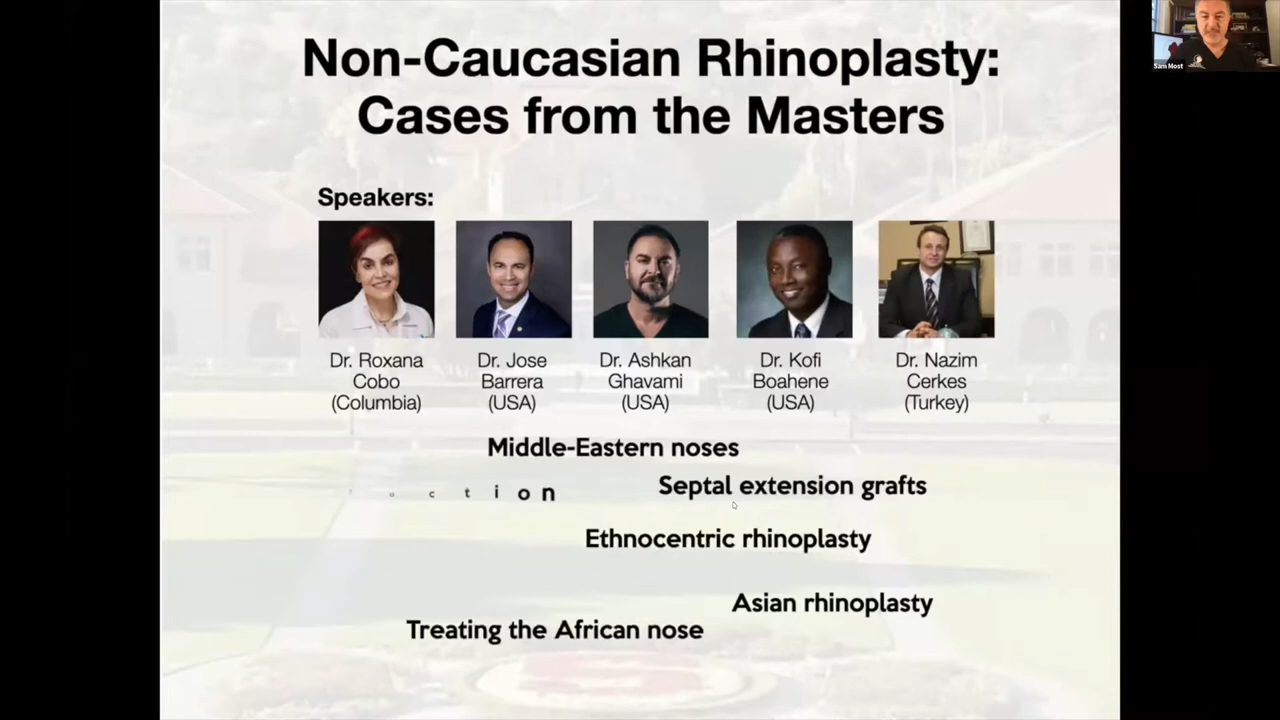 Non-Caucasian Rhinoplasty:
Cases from the Masters
Sam Most
Speakers:
Dr. Roxana
Cobo
(Columbia)
Dr. Jose
Barrera
(USA)
Dr. Ashkan
Ghavami
(USA)
Dr. Kofi
Boahene
(USA)
Dr. Nazim
Cerkes
(Turkey)
Middle-Eastern noses
Septal extension grafts
u c t i o n
Ethnocentric rhinoplasty
Asian rhinoplasty
Treating the African nose